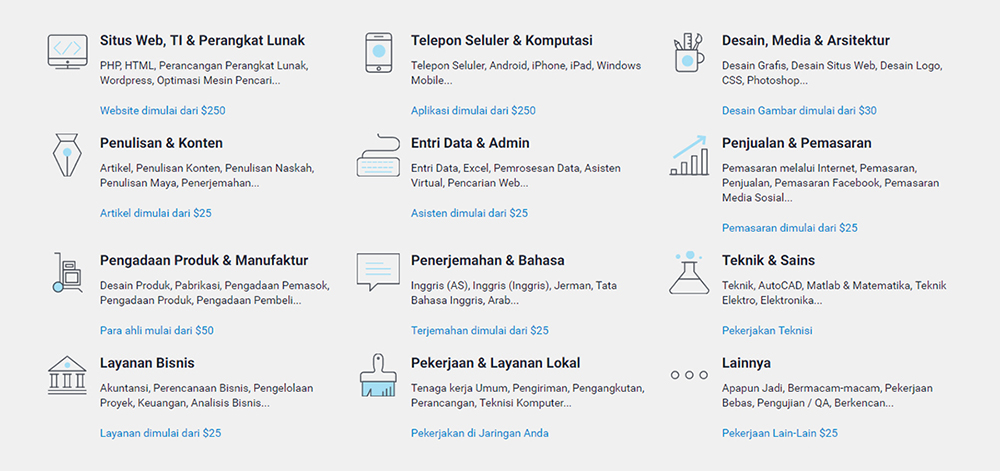 Situs Web, TI & Perangkat Lunak
PHP, HTML, Perancangan Perangkat Lunak,
Wordpress, Optimasi Mesin Pencari...
Website dimulai dari $250
Telepon Seluler & Komputasi
Telepon Seluler, Android, iPhone, iPad, Windows
Mobile...
Aplikasi dimulai dari $250
Desain, Media & Arsitektur
Desain Grafis, Desain Situs Web, Desain Logo,
CSS, Photoshop...
Desain Gambar dimulai dari $30
Penulisan & Konten
Artikel, Penulisan Konten, Penulisan Naskah,
Penulisan Maya, Penerjemahan...
Artikel dimulai dari $25
Entri Data & Admin
Entri Data, Excel, Pemrosesan Data, Asisten
Virtual, Pencarian Web...
Asisten dimulai dari $25
Penjualan & Pemasaran
Pemasaran melalui Internet, Pemasaran,
Penjualan, Pemasaran Facebook, Pemasaran
Media Sosial...
Pemasaran dimulai dari $25
Pengadaan Produk & Manufaktur
Desain Produk, Pabrikasi, Pengadaan Pemasok,
Pengadaan Produk, Pengadaan Pembeli...
Para ahli mulai dari $50
Penerjemahan & Bahasa
Inggris (AS), Inggris (Inggris), Jerman, Tata
Bahasa Inggris, Arab...
Terjemahan dimulai dari $25
Teknik & Sains
Teknik, AutoCAD, Matlab & Matematika, Teknik
Elektro, Elektronika...
Pekerjakan Teknisi
Layanan Bisnis
Akuntansi, Perencanaan Bisnis, Pengelolaan
Proyek, Keuangan, Analisis Bisnis...
Layanan dimulai dari $25
Pekerjaan & Layanan Lokal
Tenaga kerja Umum, Pengiriman, Pengangkutan,
Perancangan, Teknisi Komputer...
Pekerjakan di Jaringan Anda
Lainnya
Apapun Jadi, Bermacam-macam, Pekerjaan
Bebas, Pengujian / QA, Berkencan...
Pekerjaan Lain-Lain $25